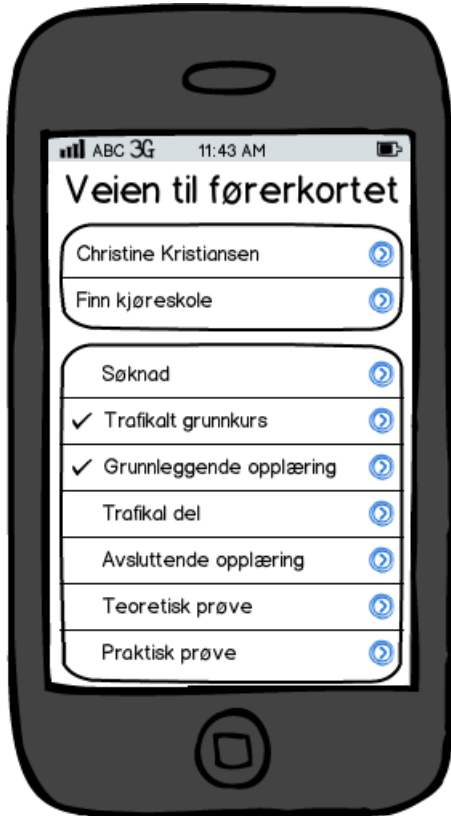 ABC 3G 11:43 AM
Veien til førerkortet
Christine Kristiansen
Finn kjøreskole
Søknad
✓ Trafikalt grunnkurs
✓ Grunnleggende opplæring
Trafikal del
Avsluttende opplæring
Teoretisk prøve
Praktisk prøve